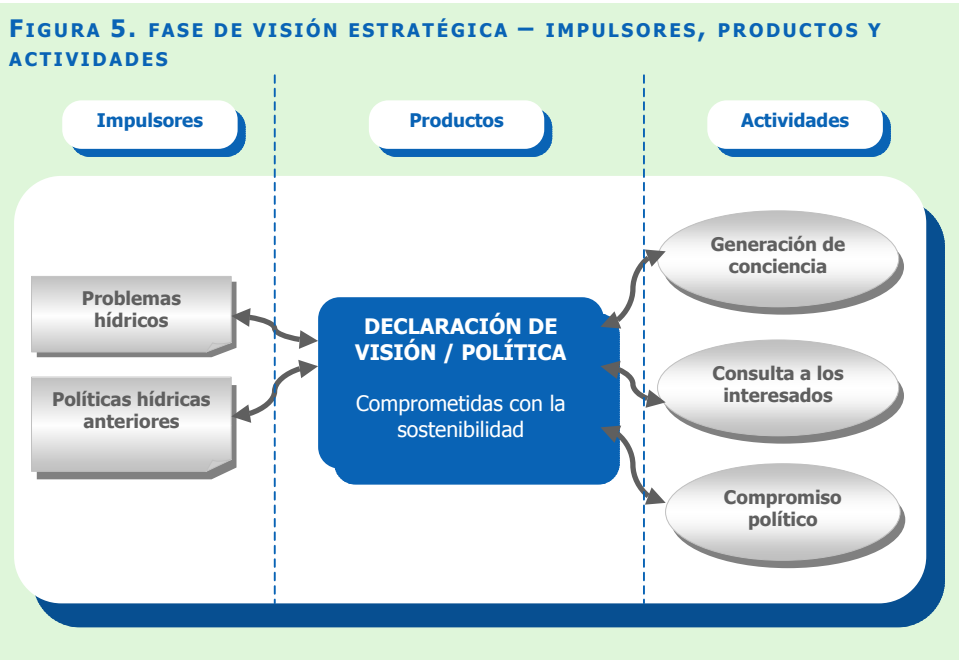 FIGURA 5. FASE DE VISIÓN ESTRATÉGICA – IMPULSORES, PRODUCTOS Y
ACTIVIDADES
Impulsores
Productos
Actividades
Problemas
hídricos
Políticas hídricas
anteriores
DECLARACIÓN DE
VISIÓN / POLÍTICA
Comprometidas con la
sostenibilidad
Generación de
conciencia
Consulta a los
interesados
Compromiso
político